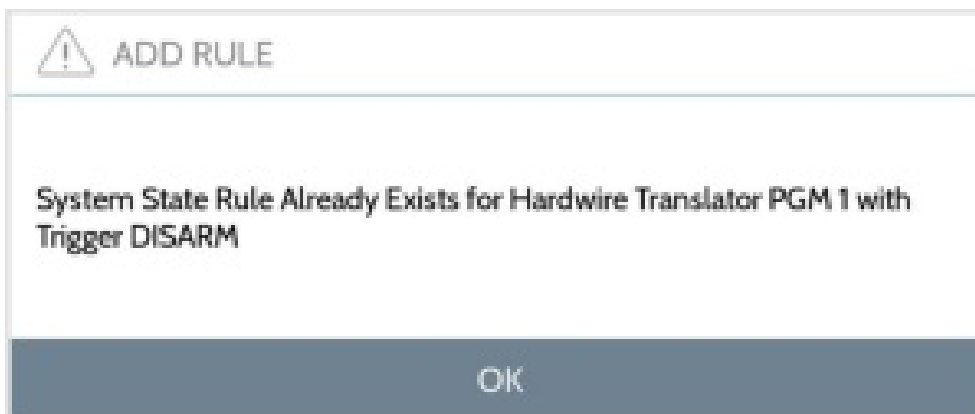 ADD RULE
System State Rule Already Exists for Hardwire Translator PGM 1 with
Trigger DISARM
OK